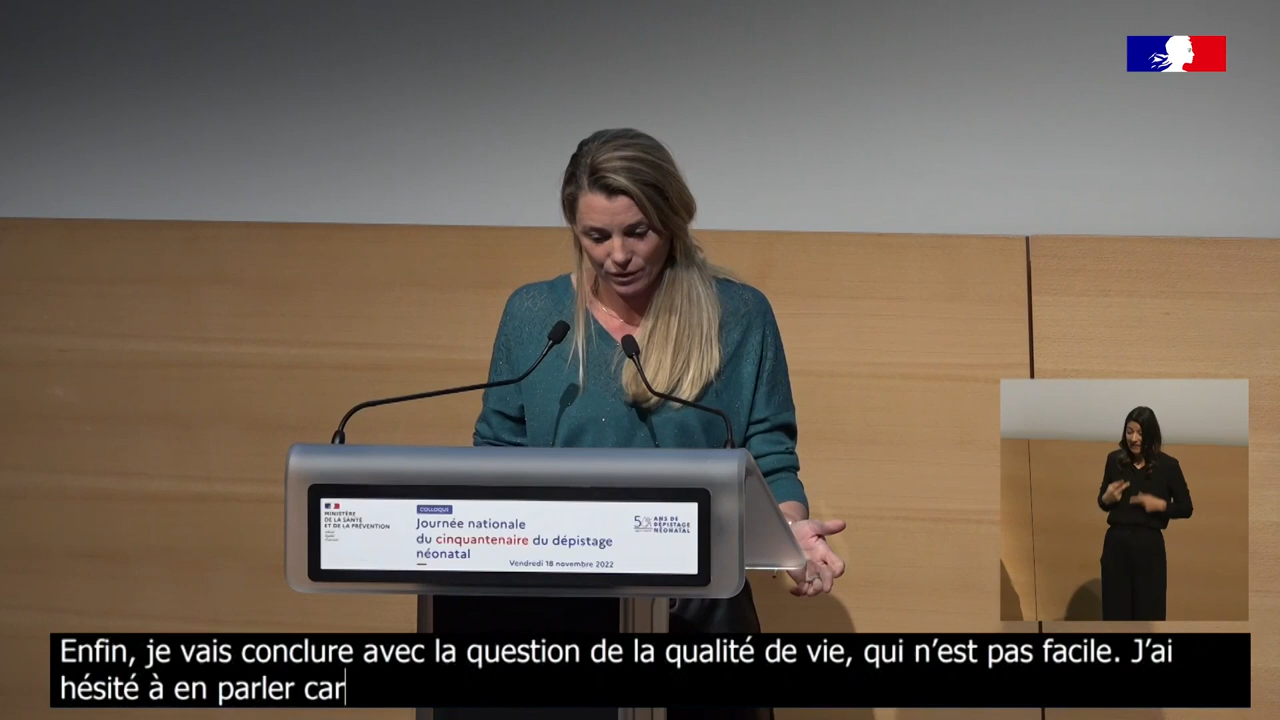 MINISTÈRE
DE LA SANTÉ
ET DE LA PRÉVENTION
COLLOQUE
Journée nationale
du cinquantenaire du dépistage
néonatal
Vendredi 18 novembre 2022
50 ANS DE
DÉPISTAGE
NÉONATAL
Enfin, je vais conclure avec la question de la qualité de vie, qui n’est pas facile. J’ai
hésité à en parler car